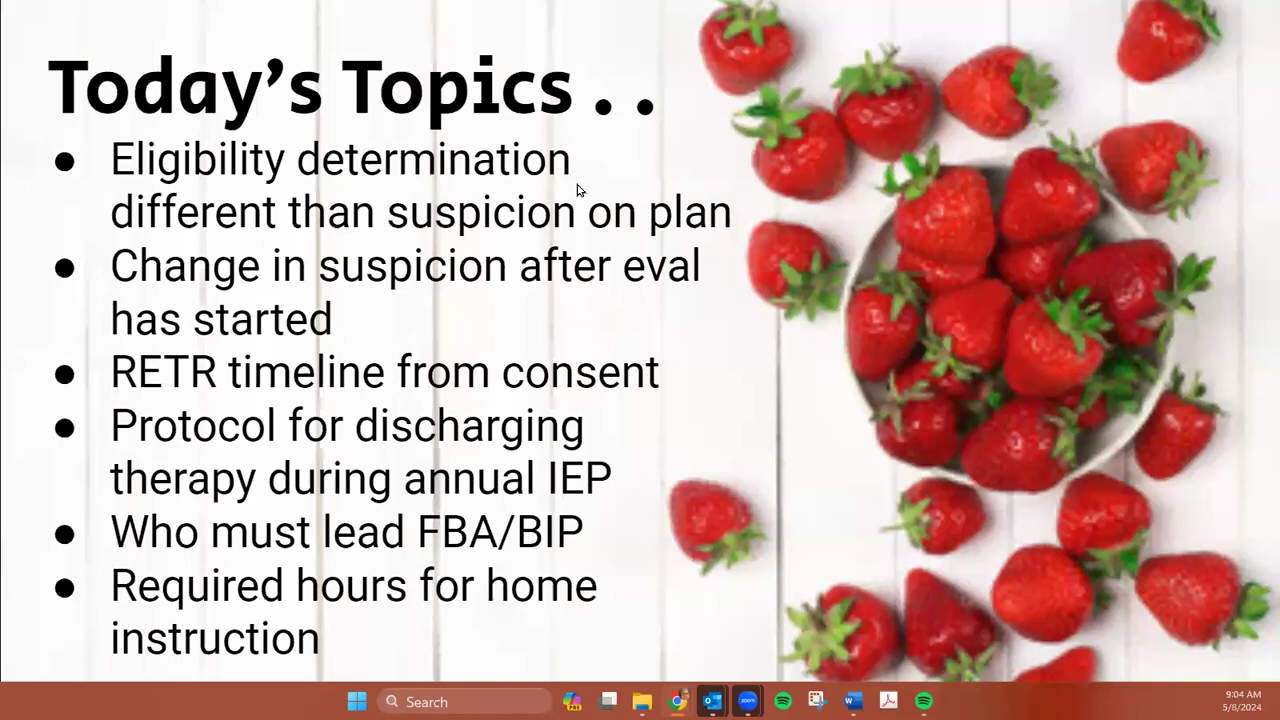 Today's Topics . .
● Eligibility determination
different than suspicion on plan
● Change in suspicion after eval
has started
● RETR timeline from consent
● Protocol for discharging
therapy during annual IEP
● Who must lead FBA/BIP
● Required hours for home
instruction
Search
9:04 AM
5/8/2024